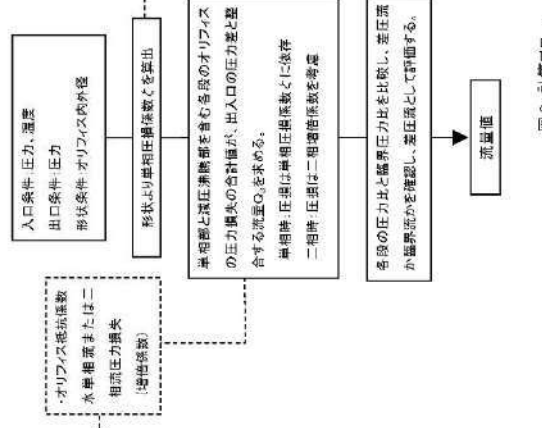 入口条件:圧力、温度
出口条件:圧力
形状条件:オリフィス内外径
形状より単相圧損係数ζを算出
・オリフィス抵抗係数
水単相流または二
相流圧力損失
(増倍係数)
単相部と減圧沸騰部を含む各段のオリフィス
の圧力損失の合計値が、出入口の圧力差と整
合する流量Q₀を求める。
単相時:圧損は単相圧損係数ζに依存
二相時:圧損は二相増倍係数を考慮
各段の圧力比と臨界圧力比を比較し、差圧流
か臨界流かを確認し、差圧流として評価する。
流量値